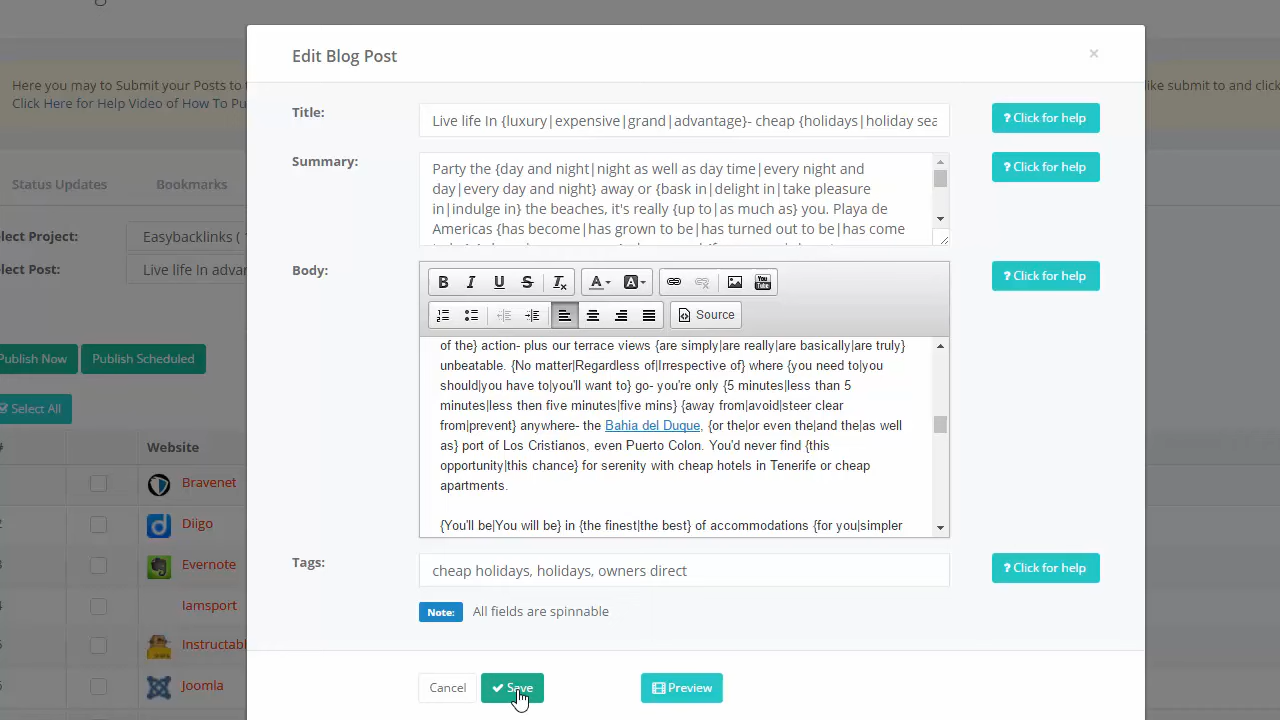 Edit Blog Post
×
Here you may to Submit your Posts to
like submit to and click
Click Here for Help Video of How To Pu
Title:
Live life In {luxury|expensive|grand|advantage}- cheap {holidays|holiday sea
? Click for help
Summary:
Party the {day and night|night as well as day time|every night and
day|every day and night} away or {bask in|delight in|take pleasure
in|indulge in} the beaches, it's really {up to|as much as} you. Playa de
Americas {has become|has grown to be|has turned out to be|has come
? Click for help
Status Updates
Bookmarks
elect Project:
Easybacklinks (
elect Post:
Live life In advan
Body:
B I U S Tx
A A
Source
? Click for help
of the} action- plus our terrace views {are simply|are really|are basically|are truly}
unbeatable. {No matter|Regardless of|Irrespective of} where {you need to|you
should|you have to|you'll want to} go- you're only {5 minutes|less than 5
minutes|less then five minutes|five mins} {away from|avoid|steer clear
from|prevent} anywhere- the Bahia del Duque, {or the|or even the|and the|as well
as} port of Los Cristianos, even Puerto Colon. You'd never find {this
opportunity|this chance} for serenity with cheap hotels in Tenerife or cheap
apartments.
{You'll be|You will be} in {the finest|the best} of accommodations {for you|simpler
Publish Now
Publish Scheduled
Select All
#
Website
Bravenet
2
Diigo
3
Evernote
4
Iamsport
5
Instructabl
6
Joomla
Tags:
cheap holidays, holidays, owners direct
? Click for help
Note: All fields are spinnable
Cancel
Save
Preview